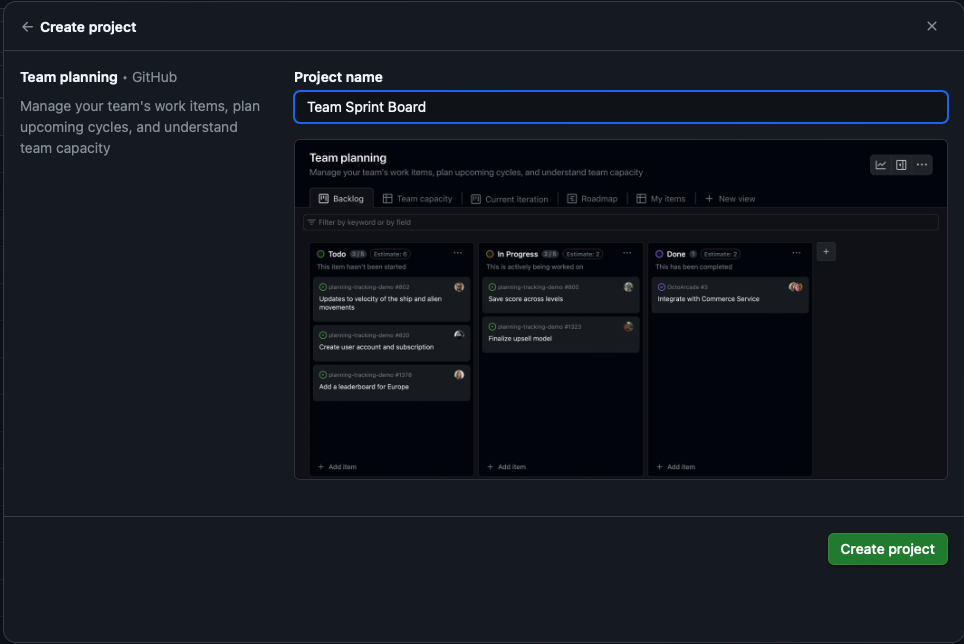 Create project
Team planning · GitHub
Manage your team's work items, plan
upcoming cycles, and understand
team capacity
Project name
Team Sprint Board
Team planning
Manage your team's work items, plan upcoming cycles, and understand team capacity
Backlog Team capacity Current iteration Roadmap My items + New view
Filter by keyword or by field
Todo 3/8 Estimate: 6
This item hasn't been started
planning-tracking-demo #802
Updates to velocity of the ship and alien
movements
planning-tracking-demo #820
Create user account and subscription
planning-tracking-demo #1378
Add a leaderboard for Europe
+ Add item
In Progress Estimate: 2
This is actively being worked on
planning-tracking-demo
Save score across levels
planning-tracking-demo #1323
Finalize upsell model
+ Add item
Done 1 Estimate: 2
This has been completed
OctoArcade #3
Integrate with Commerce Service
+ Add item
Create project